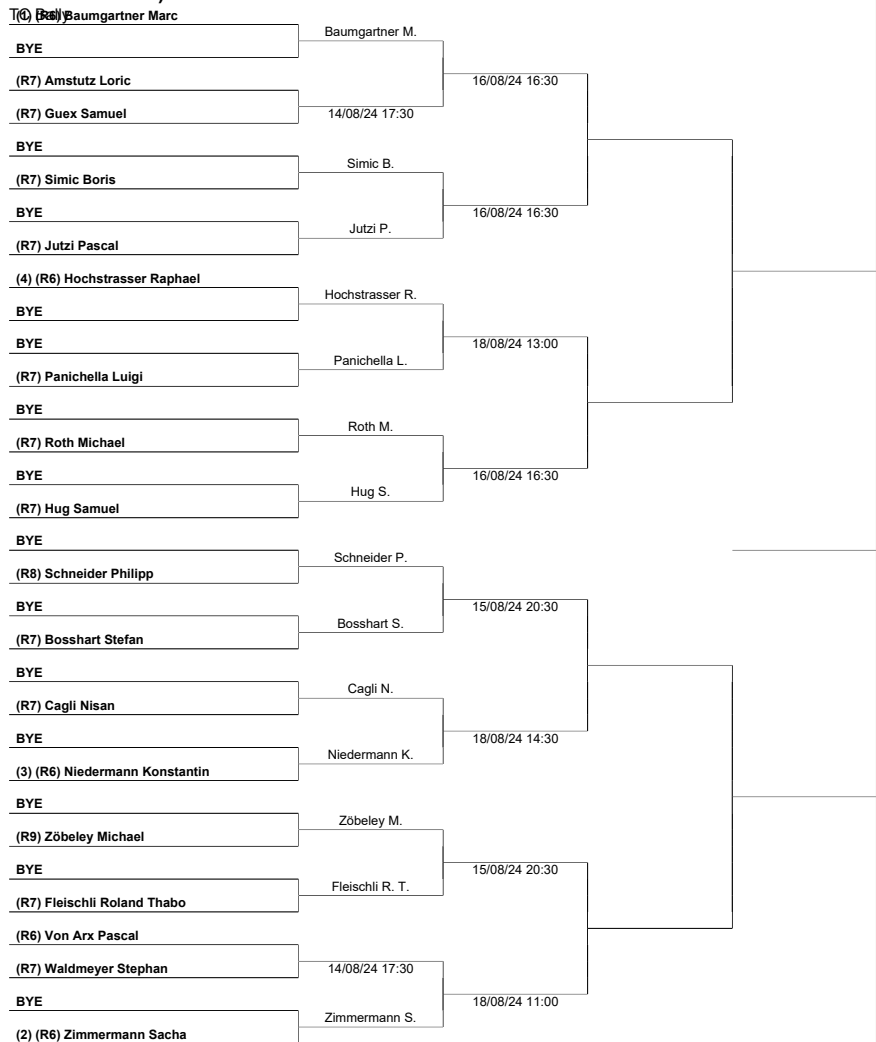 (1) (R6) Baumgartner Marc
BYE
(R7) Amstutz Loric
(R7) Guex Samuel
BYE
(R7) Simic Boris
BYE
(R7) Jutzi Pascal
(4) (R6) Hochstrasser Raphael
BYE
BYE
(R7) Panichella Luigi
BYE
(R7) Roth Michael
BYE
(R7) Hug Samuel
BYE
(R8) Schneider Philipp
BYE
(R7) Bosshart Stefan
BYE
(R7) Cagli Nisan
BYE
(3) (R6) Niedermann Konstantin
BYE
(R9) Zöbeley Michael
BYE
(R7) Fleischli Roland Thabo
(R6) Von Arx Pascal
(R7) Waldmeyer Stephan
BYE
(2) (R6) Zimmermann Sacha
Baumgartner M.
14/08/24 17:30
Simic B.
Jutzi P.
Hochstrasser R.
Panichella L.
Roth M.
Hug S.
Schneider P.
Bosshart S.
Cagli N.
Niedermann K.
Zöbeley M.
Fleischli R. T.
14/08/24 17:30
Zimmermann S.
16/08/24 16:30
16/08/24 16:30
18/08/24 13:00
16/08/24 16:30
15/08/24 20:30
18/08/24 14:30
15/08/24 20:30
18/08/24 11:00